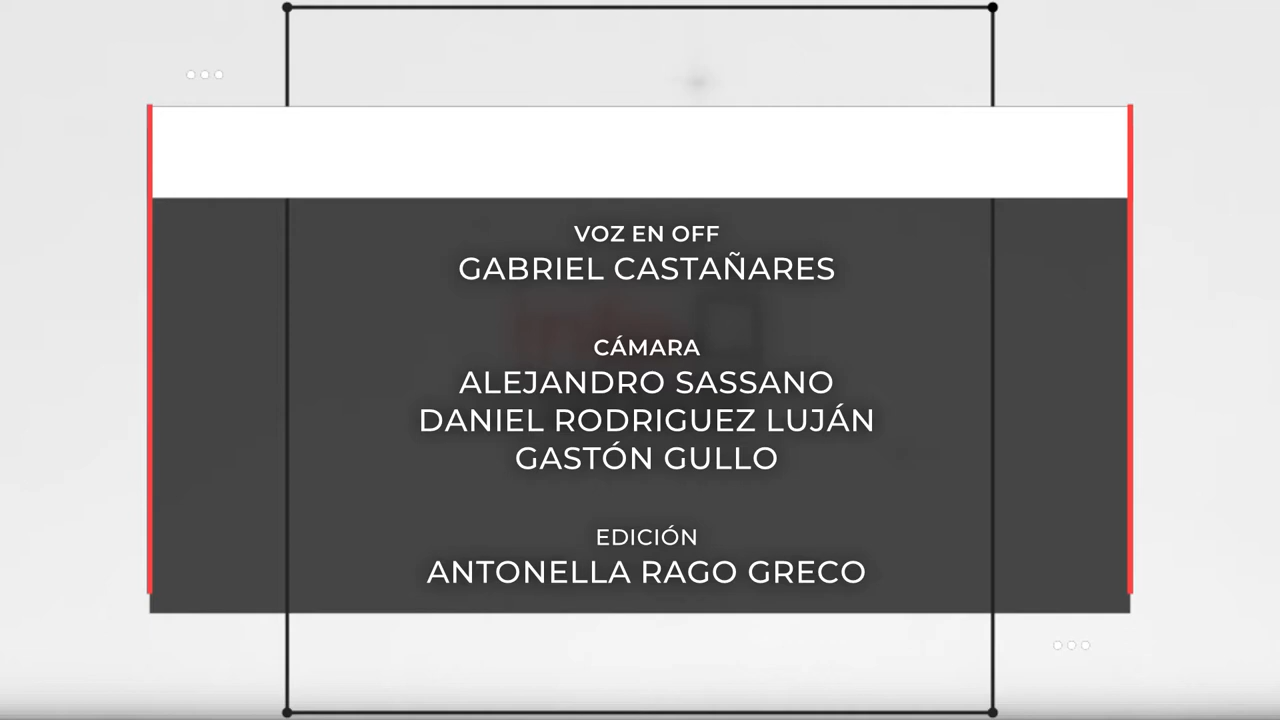 VOZ EN OFF
GABRIEL CASTAÑARES
CÁMARA
ALEJANDRO SASSANO
DANIEL RODRIGUEZ LUJÁN
GASTÓN GULLO
EDICIÓN
ANTONELLA RAGO GRECO